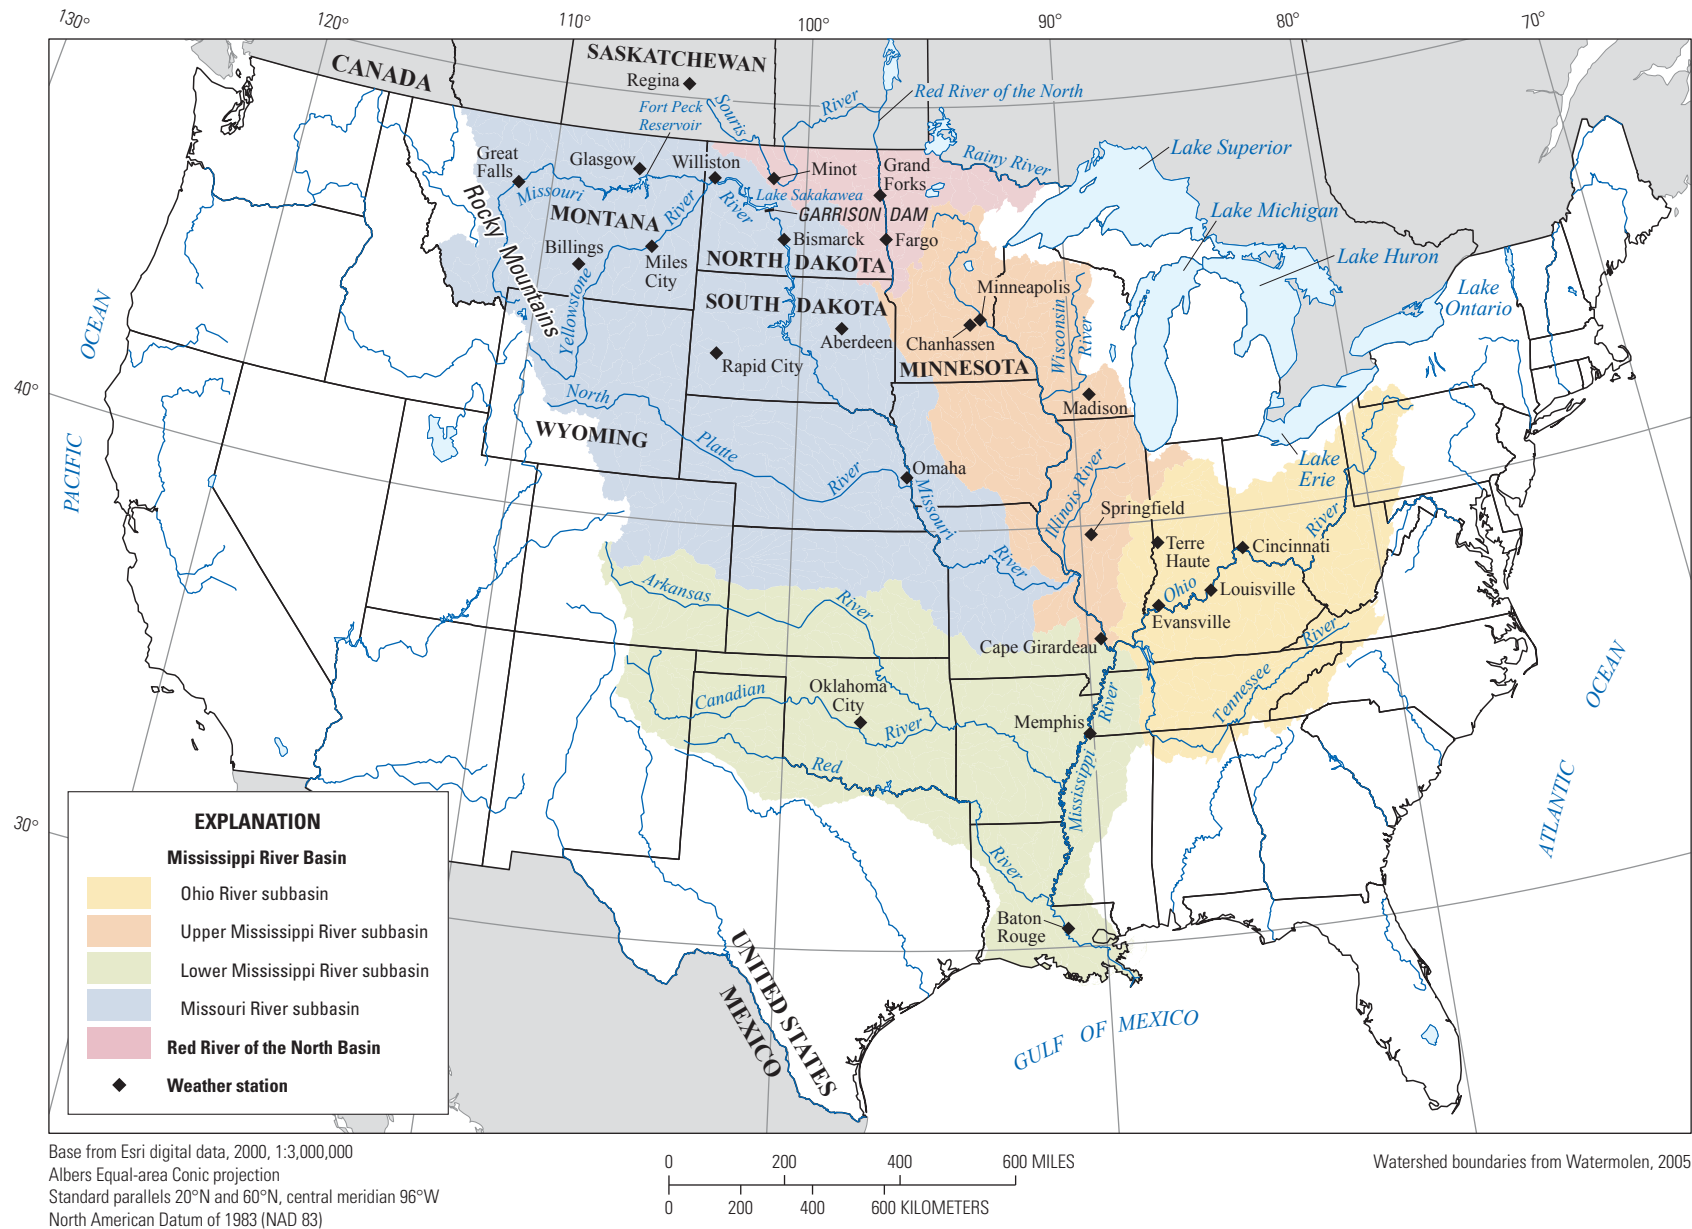 130°
120°
110°
100°
90°
80°
70°
40°
30°
CANADA
SASKATCHEWAN
Regina
Fort Peck
Reservoir
Souris
River
Red River of the North
Rainy River
Lake Superior
Great
Falls
Glasgow
Williston
Minot
Grand
Forks
Missouri
River
River
Lake Sakakawea
GARRISON DAM
Lake Michigan
Rocky Mountains
MONTANA
Billings
Miles
City
Bismarck
Fargo
NORTH DAKOTA
Lake Huron
Yellowstone
SOUTH DAKOTA
Minneapolis
Lake
Ontario
Aberdeen
Chanhassen
Wisconsin
River
Rapid City
MINNESOTA
North
Platte
River
Madison
WYOMING
Omaha
Lake
Erie
Missouri
River
Illinois River
Springfield
Terre
Haute
Cincinnati
River
Ohio
Louisville
Evansville
Arkansas
River
Cape Girardeau
Tennessee
River
Canadian
River
Oklahoma
City
Memphis
River
Mississippi
Red
River
Baton
Rouge
PACIFIC
OCEAN
ATLANTIC
OCEAN
GULF OF MEXICO
UNITED STATES
MEXICO
EXPLANATION
Mississippi River Basin
Ohio River subbasin
Upper Mississippi River subbasin
Lower Mississippi River subbasin
Missouri River subbasin
Red River of the North Basin
Weather station
Base from Esri digital data, 2000, 1:3,000,000
Albers Equal-area Conic projection
Standard parallels 20°N and 60°N, central meridian 96°W
North American Datum of 1983 (NAD 83)
0 200 400 600 MILES
0 200 400 600 KILOMETERS
Watershed boundaries from Watermolen, 2005